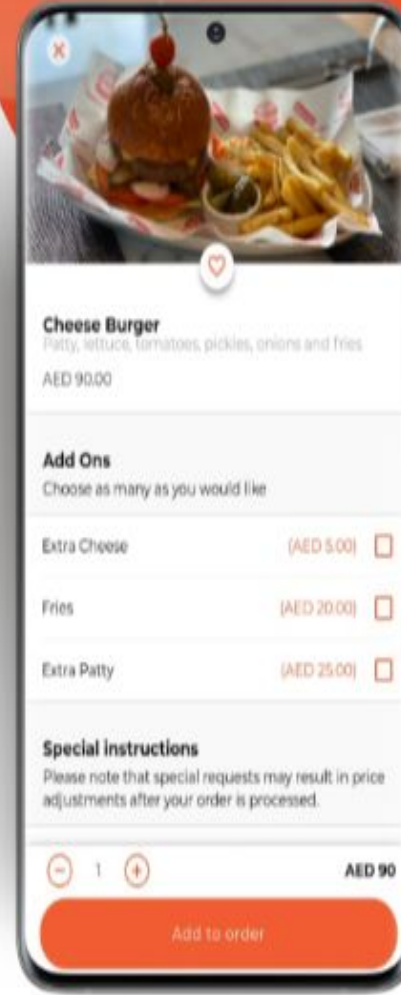 Cheese Burger
Patty, lettuce, tomatoes, pickles, onions and fries
AED 90.00
Add Ons
Choose as many as you would like
Extra Cheese (AED 5.00)
Fries (AED 20.00)
Extra Patty (AED 25.00)
Special instructions
Please note that special requests may result in price
adjustments after your order is processed.
1 AED 90
Add to order